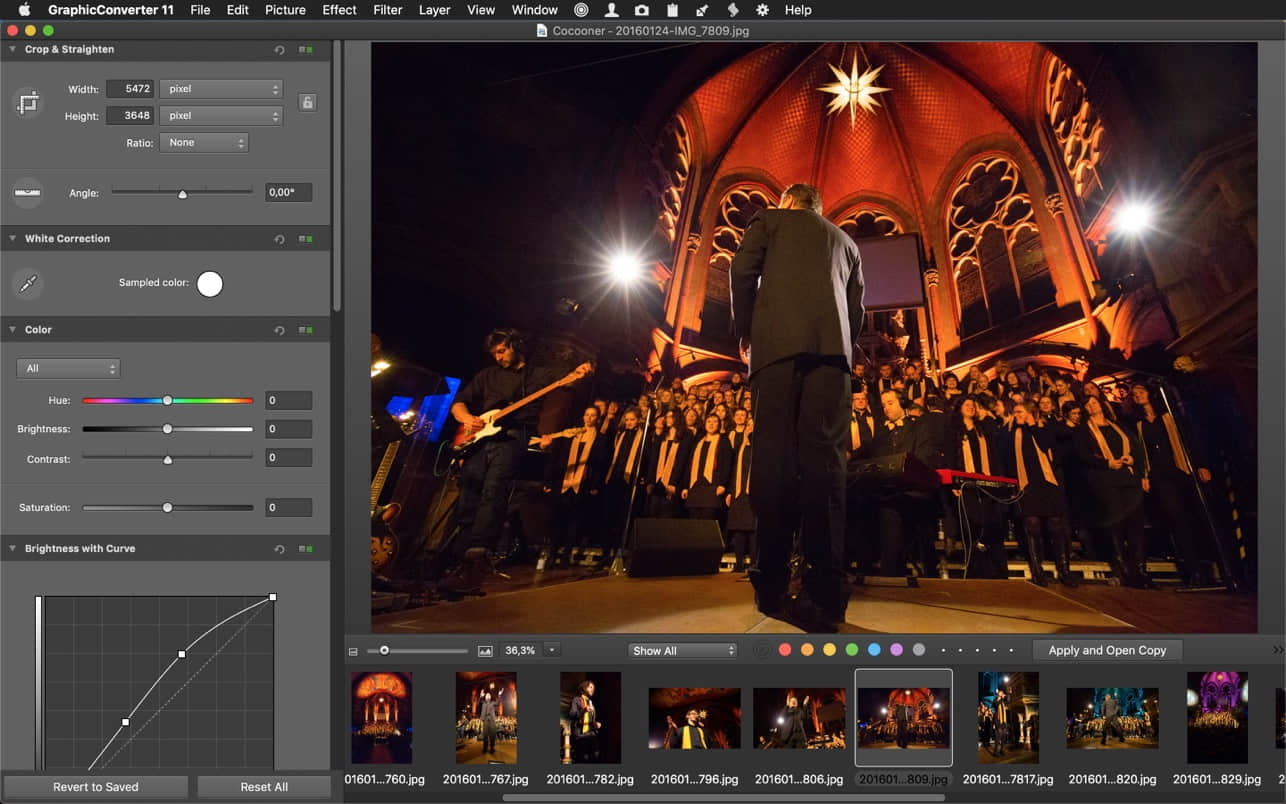 GraphicConverter 11 File Edit Picture Effect Filter Layer View Window Help
Cocooner - 20160124-IMG_7809.jpg
Crop & Straighten
Width: 5472 pixel
Height: 3648 pixel
Ratio: None
Angle: 0,00°
White Correction
Sampled color:
Color
All
Hue: 0
Brightness: 0
Contrast: 0
Saturation: 0
Brightness with Curve
Revert to Saved Reset All
36,3% Show All Apply and Open Copy
201601...760.jpg 201601...767.jpg 201601...782.jpg 201601...796.jpg 201601...806.jpg 201601...809.jpg 201601...7817.jpg 201601...820.jpg 201601...829.jpg